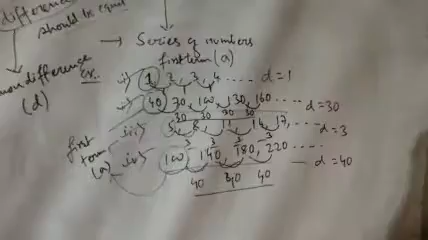 difference
should be equal
→ Series of numbers
first term (a)
difference Ex. i) 1, 2, 3, 4 ..... d = 1
(d) ii) 40, 70, 100, 130, 160 .... d = 30
30 30 30 30
iii) 5, 8, 11, 14, 17, ... d = 3
3 3 3
first term (a) iv) 100, 140, 180, 220 .... d = 40
40 40 40